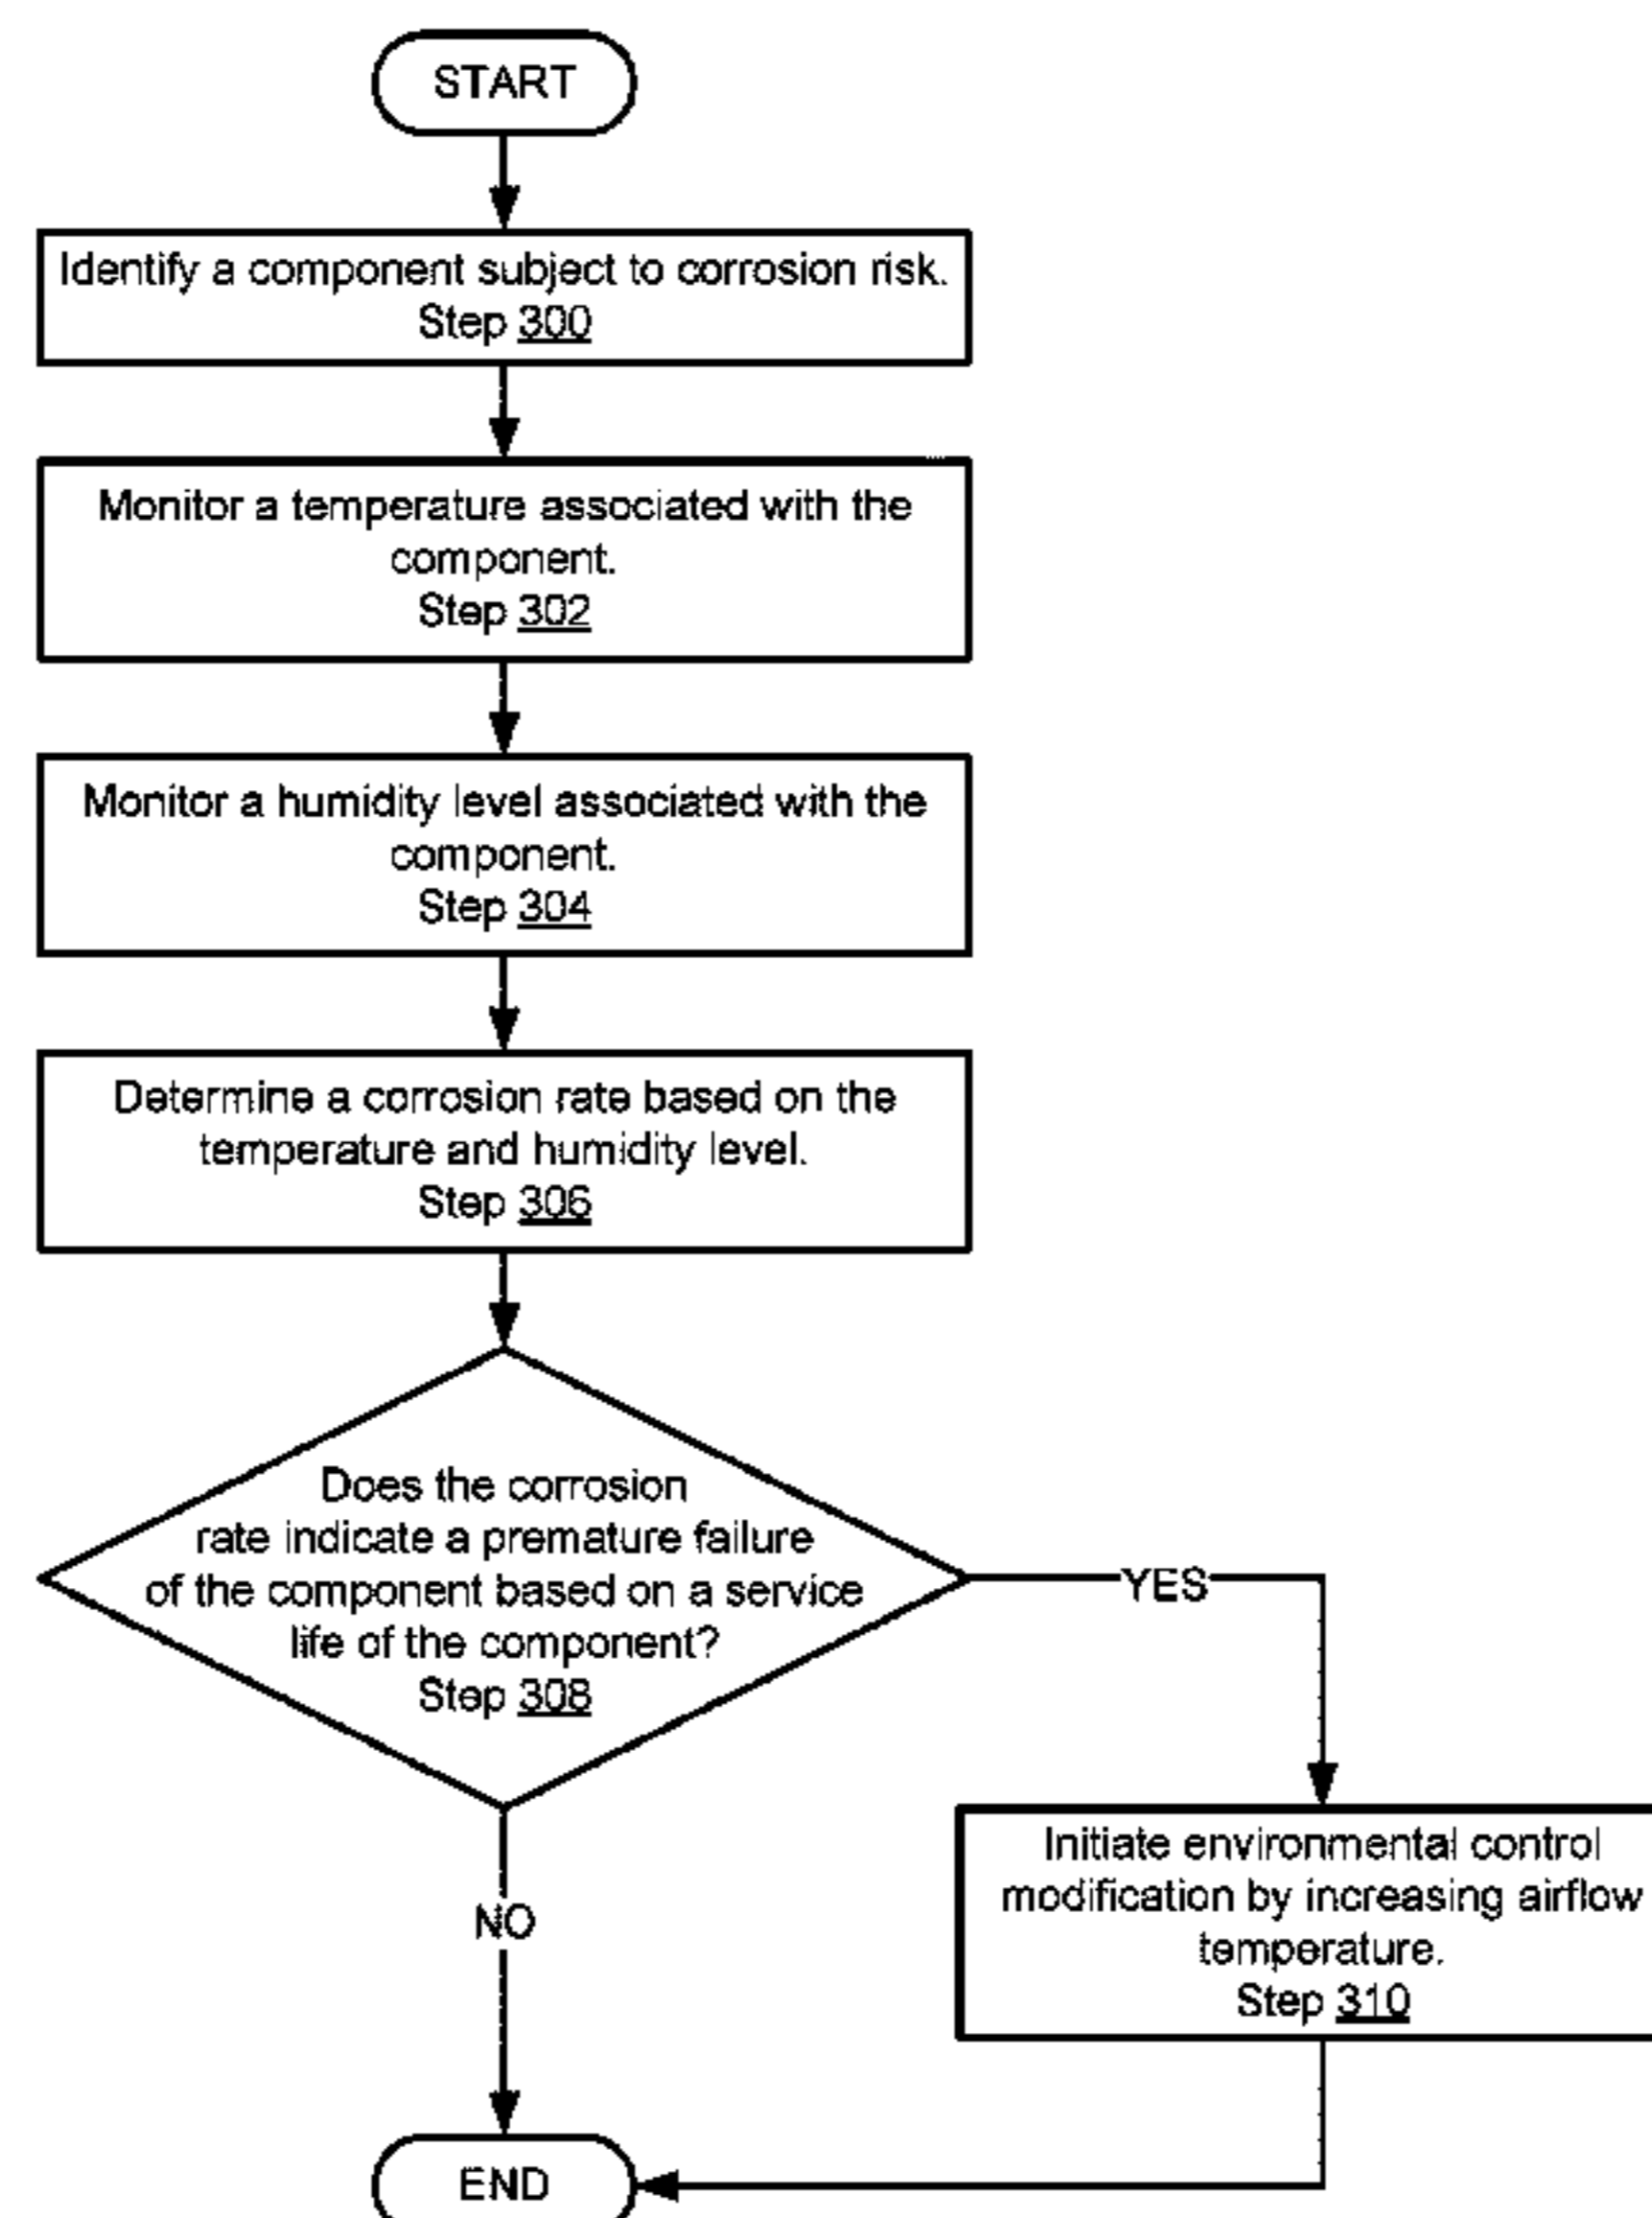 START
Identify a component subject to corrosion risk.
Step 300
Monitor a temperature associated with the
component.
Step 302
Monitor a humidity level associated with the
component.
Step 304
Determine a corrosion rate based on the
temperature and humidity level.
Step 306
Does the corrosion
rate indicate a premature failure
of the component based on a service
life of the component?
Step 308
YES
Initiate environmental control
modification by increasing airflow
temperature.
Step 310
NO
END